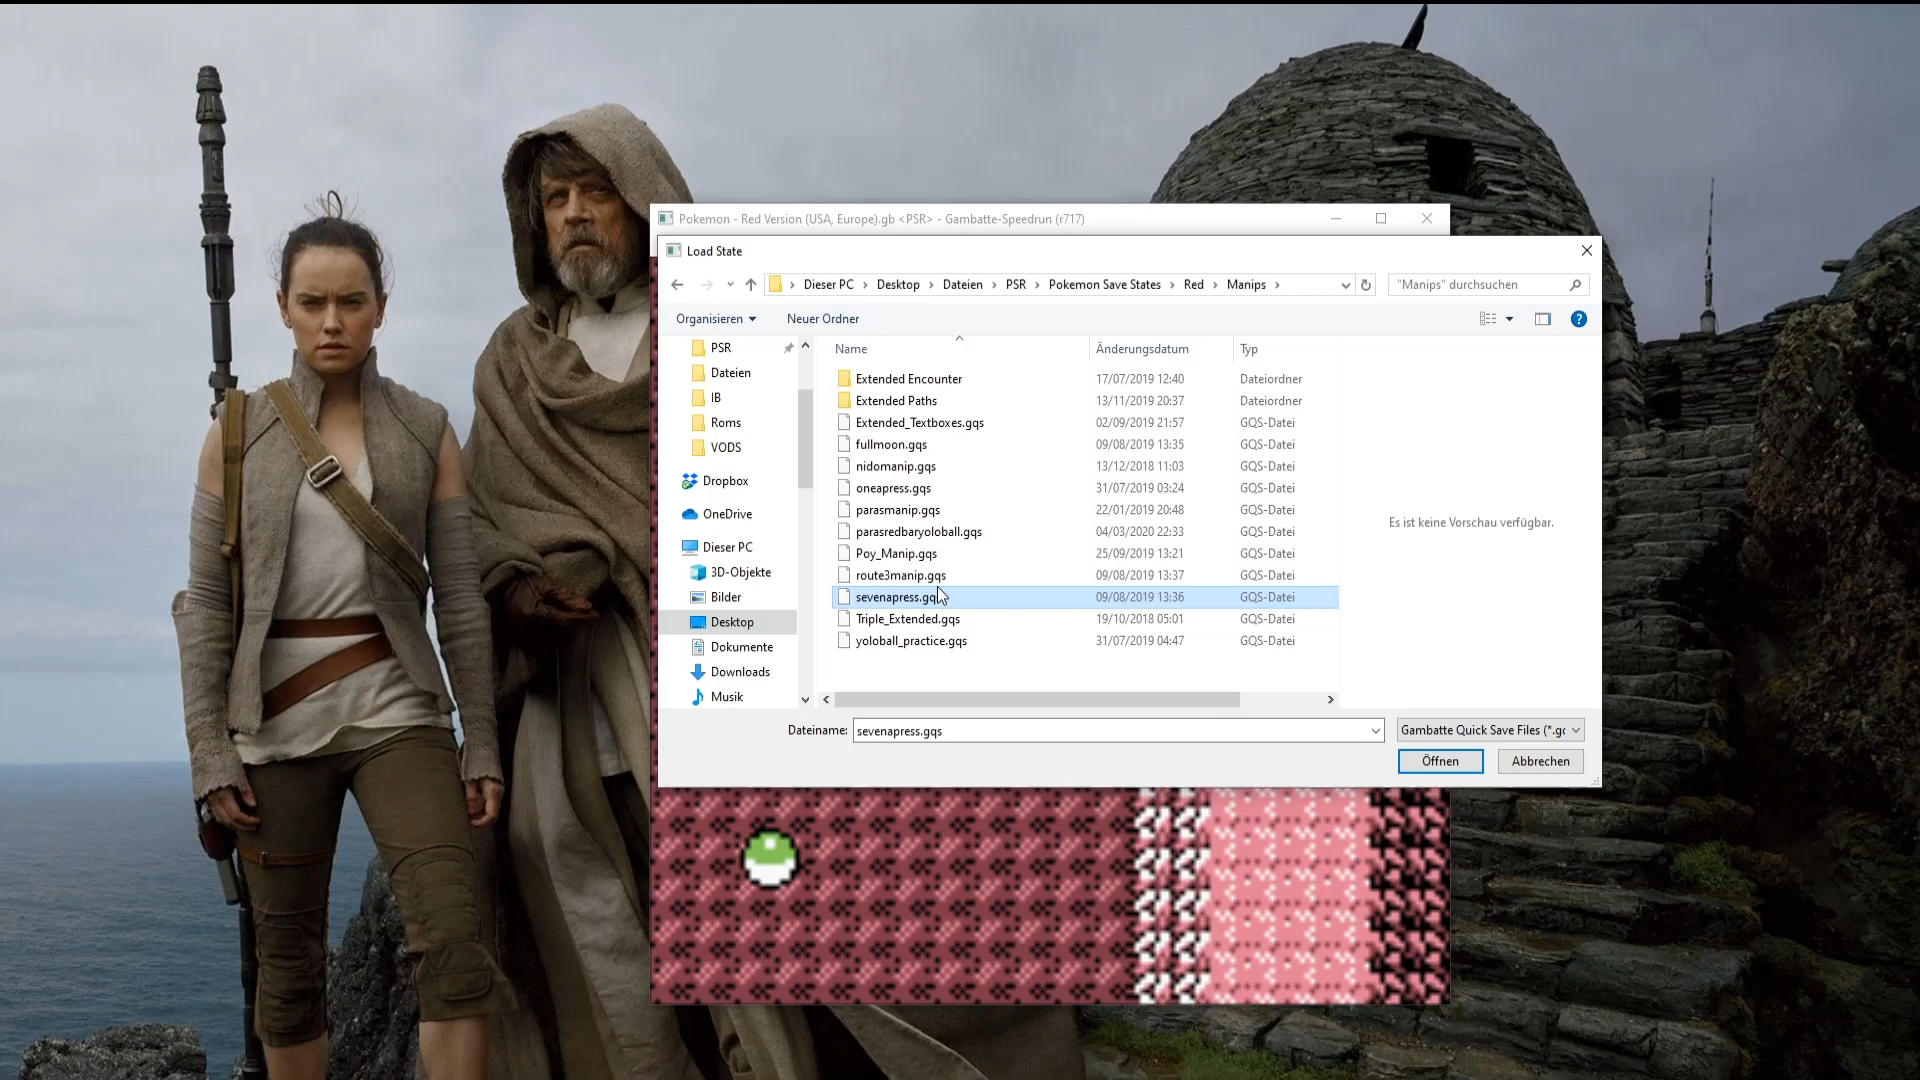 Pokemon - Red Version (USA, Europe).gb <PSR> - Gambatte-Speedrun (r717)
Load State
Dieser PC > Desktop > Dateien > PSR > Pokemon Save States > Red > Manips >
"Manips" durchsuchen
Organisieren
Neuer Ordner
PSR
Dateien
IB
Roms
VODS
Dropbox
OneDrive
Dieser PC
3D-Objekte
Bilder
Desktop
Dokumente
Downloads
Musik
Name Änderungsdatum Typ
Extended Encounter 17/07/2019 12:40 Dateiordner
Extended Paths 13/11/2019 20:37 Dateiordner
Extended_Textboxes.gqs 02/09/2019 21:57 GQS-Datei
fullmoon.gqs 09/08/2019 13:35 GQS-Datei
nidomanip.gqs 13/12/2018 11:03 GQS-Datei
oneapress.gqs 31/07/2019 03:24 GQS-Datei
parasmanip.gqs 22/01/2019 20:48 GQS-Datei
parasredbaryoloball.gqs 04/03/2020 22:33 GQS-Datei
Poy_Manip.gqs 25/09/2019 13:21 GQS-Datei
route3manip.gqs 09/08/2019 13:37 GQS-Datei
sevenapress.gqs 09/08/2019 13:36 GQS-Datei
Triple_Extended.gqs 19/10/2018 05:01 GQS-Datei
yoloball_practice.gqs 31/07/2019 04:47 GQS-Datei
Es ist keine Vorschau verfügbar.
Dateiname: sevenapress.gqs
Gambatte Quick Save Files (*.gq
Öffnen
Abbrechen